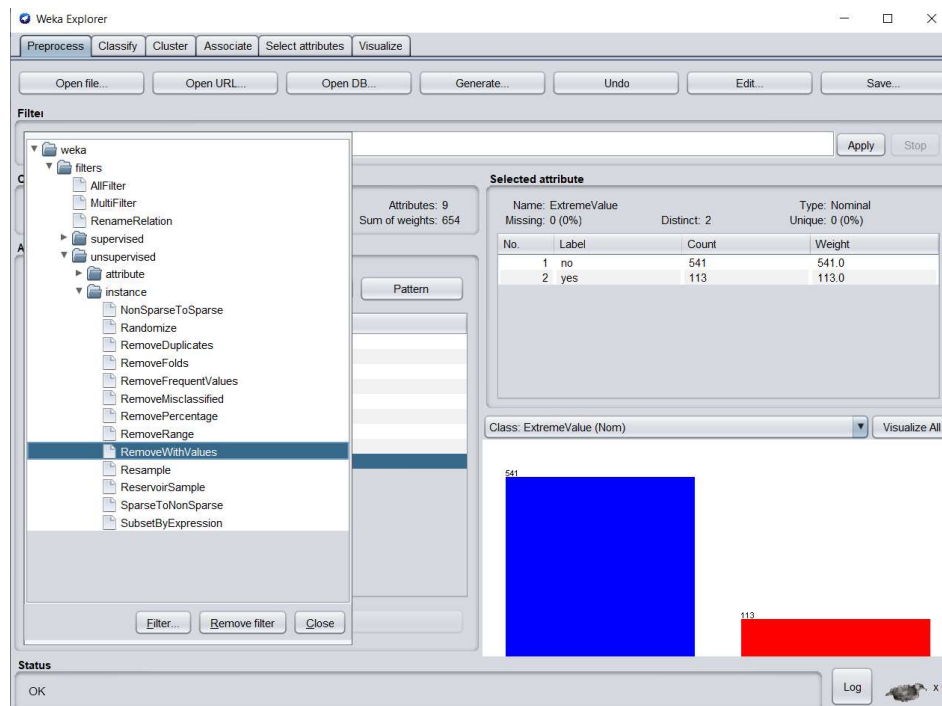 Weka Explorer
Preprocess Classify Cluster Associate Select attributes Visualize
Open file... Open URL... Open DB... Generate... Undo Edit... Save...
Filter
Apply Stop
weka
filters
AllFilter
MultiFilter
RenameRelation
supervised
unsupervised
attribute
instance
NonSparseToSparse
Randomize
RemoveDuplicates
RemoveFolds
RemoveFrequentValues
RemoveMisclassified
RemovePercentage
RemoveRange
RemoveWithValues
Resample
ReservoirSample
SparseToNonSparse
SubsetByExpression
Filter... Remove filter Close
C
Attributes: 9
Sum of weights: 654
A
Pattern
Selected attribute
Name: ExtremeValue Type: Nominal
Missing: 0 (0%) Distinct: 2 Unique: 0 (0%)
No. Label Count Weight
1 no 541 541.0
2 yes 113 113.0
Class: ExtremeValue (Nom) Visualize All
541
113
Status
OK
Log x